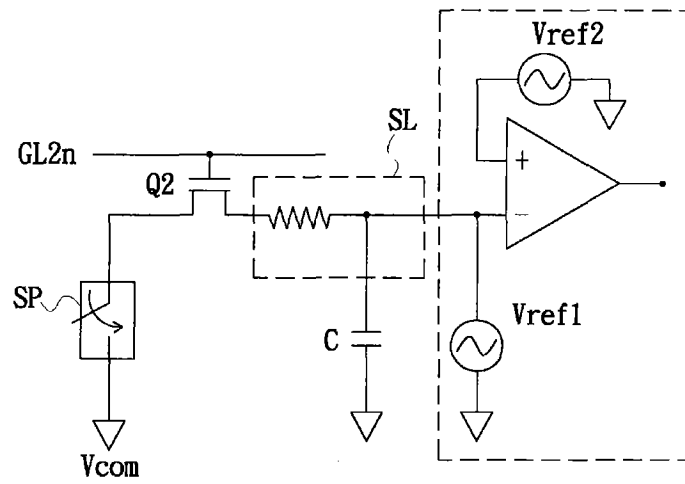 Vref2
SL
GL2n
Q2
+
−
SP
C
Vref1
Vcom